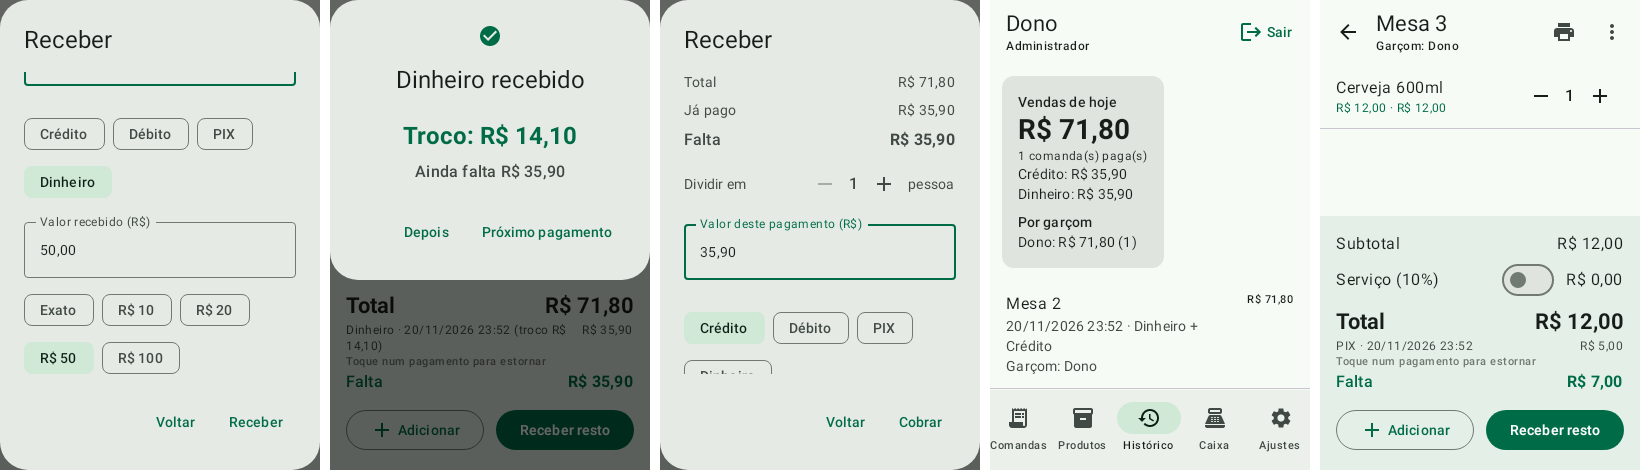 Receber
Crédito
Débito
PIX
Dinheiro
Valor recebido (R$)
50,00
Exato
R$ 10
R$ 20
R$ 50
R$ 100
Voltar
Receber
Dinheiro recebido
Troco: R$ 14,10
Ainda falta R$ 35,90
Depois
Próximo pagamento
Total R$ 71,80
Dinheiro · 20/11/2026 23:52 (troco R$ R$ 35,90
14,10)
Toque num pagamento para estornar
Falta R$ 35,90
Adicionar
Receber resto
Receber
Total R$ 71,80
Já pago R$ 35,90
Falta R$ 35,90
Dividir em 1 pessoa
Valor deste pagamento (R$)
35,90
Crédito
Débito
PIX
Dinheiro
Voltar
Cobrar
Dono
Administrador
Sair
Vendas de hoje
R$ 71,80
1 comanda(s) paga(s)
Crédito: R$ 35,90
Dinheiro: R$ 35,90
Por garçom
Dono: R$ 71,80 (1)
Mesa 2 R$ 71,80
20/11/2026 23:52 · Dinheiro +
Crédito
Garçom: Dono
Comandas
Produtos
Histórico
Caixa
Ajustes
Mesa 3
Garçom: Dono
Cerveja 600ml
R$ 12,00 · R$ 12,00
1
Subtotal R$ 12,00
Serviço (10%) R$ 0,00
Total R$ 12,00
PIX · 20/11/2026 23:52 R$ 5,00
Toque num pagamento para estornar
Falta R$ 7,00
Adicionar
Receber resto